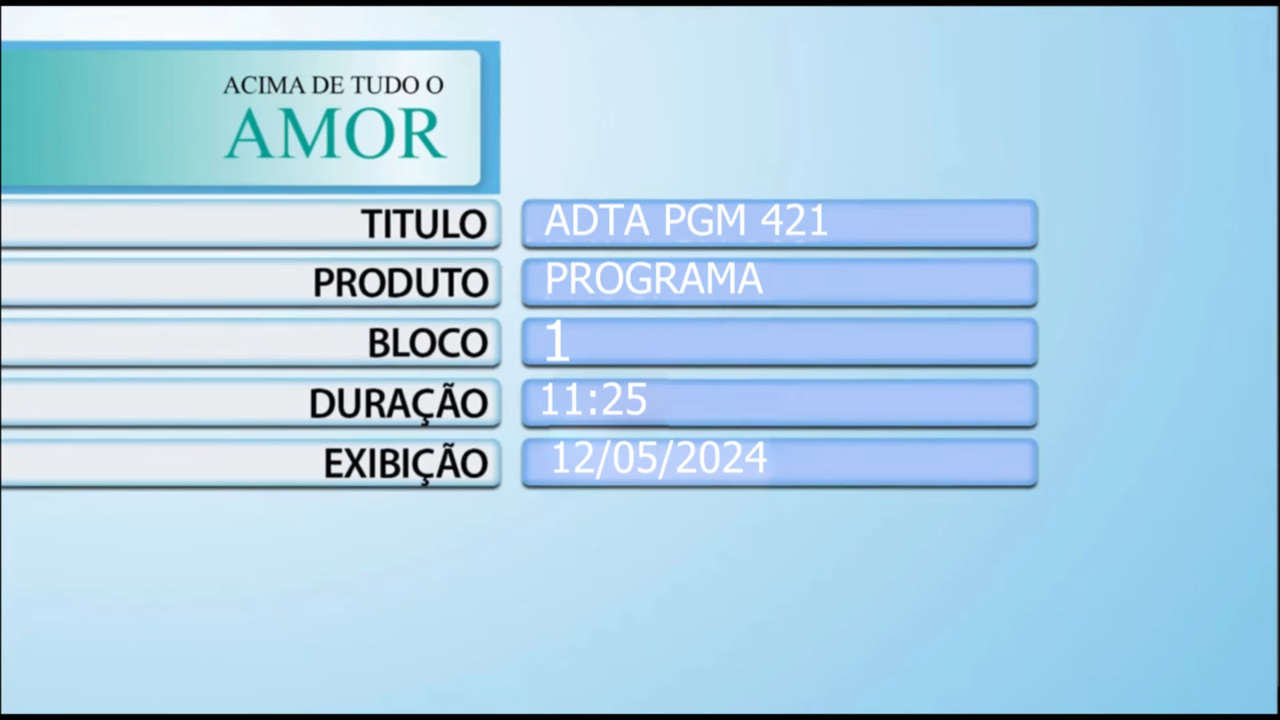 ACIMA DE TUDO O
AMOR
TITULO ADTA PGM 421
PRODUTO PROGRAMA
BLOCO 1
DURAÇÃO 11:25
EXIBIÇÃO 12/05/2024